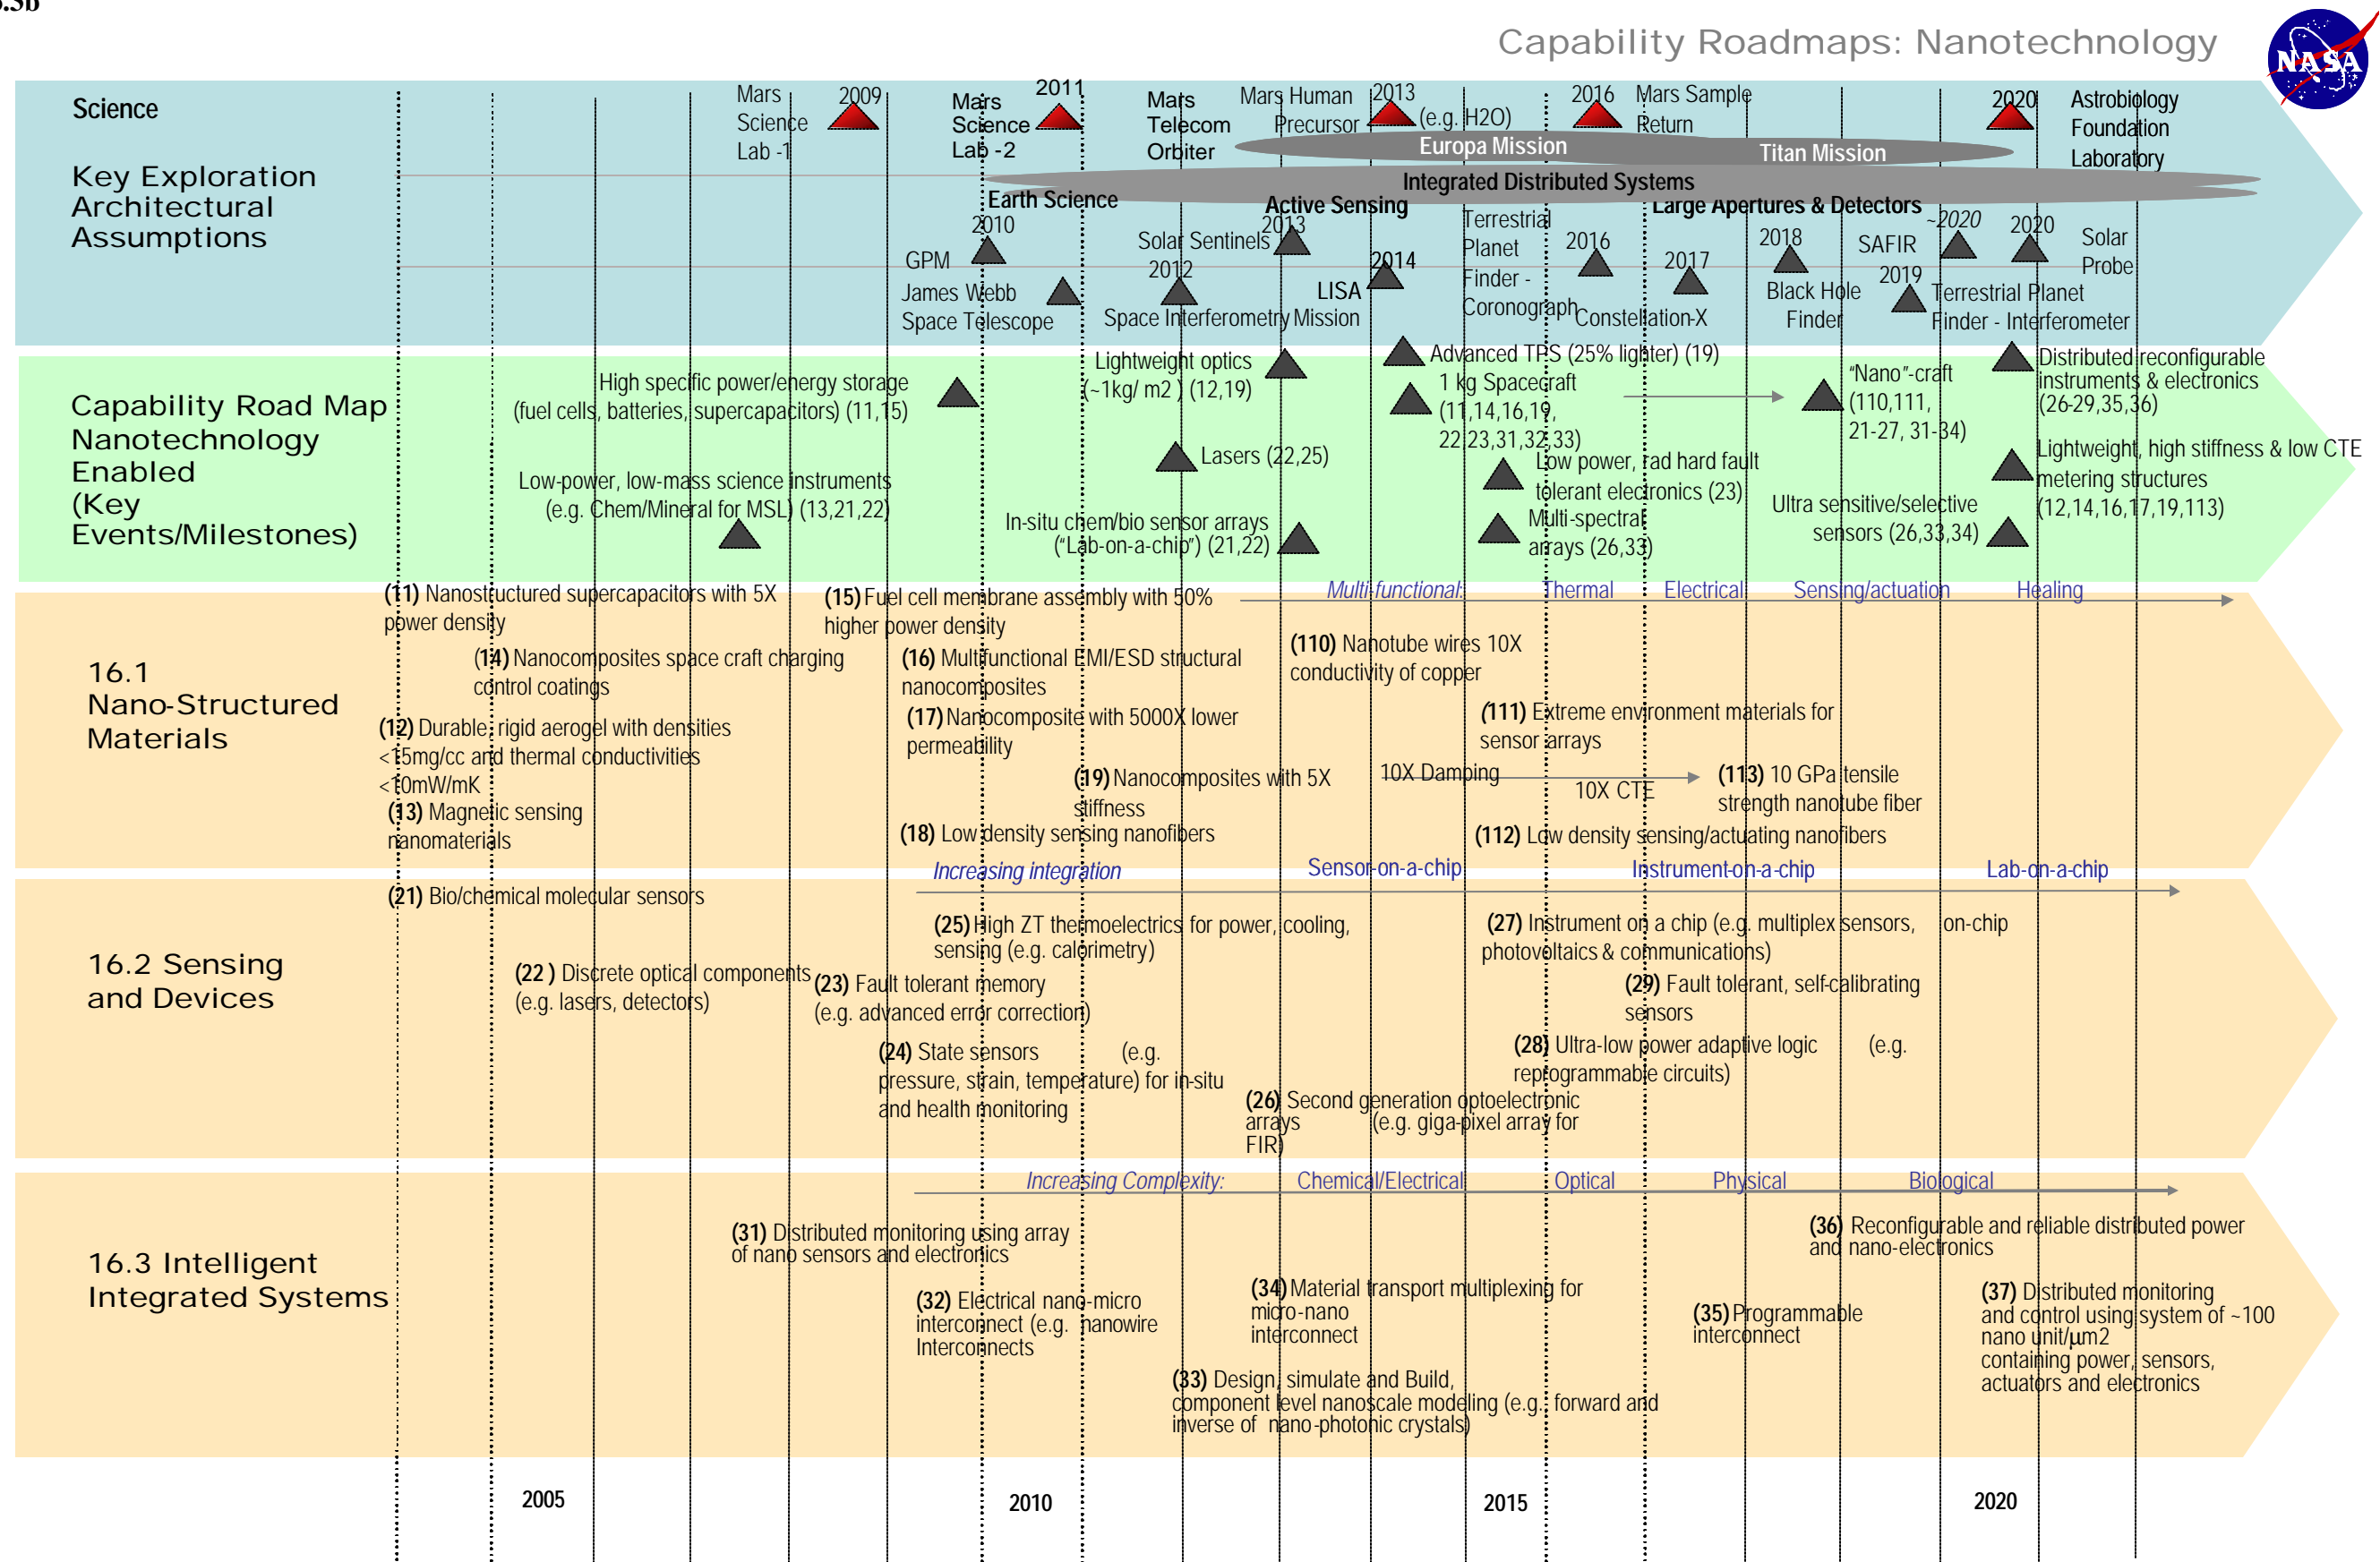 .3b
Capability Roadmaps: Nanotechnology
NASA
Science
Mars
Science
Lab -1
2009
Mars
Science
Lab -2
2011
Mars
Telecom
Orbiter
Mars Human
Precursor
2013
(e.g. H2O)
2016
Mars Sample
Return
2020
Astrobiology
Foundation
Laboratory
Europa Mission
Titan Mission
Integrated Distributed Systems
Key Exploration
Architectural
Assumptions
Earth Science
Active Sensing
Large Apertures & Detectors
2010
GPM
James Webb
Space Telescope
Solar Sentinels
2013
2012
Space Interferometry Mission
2014
LISA
Terrestrial
Planet
Finder -
Coronograph
2016
2017
Constellation-X
2018
Black Hole
Finder
SAFIR
~2020
2019
Terrestrial Planet
Finder - Interferometer
2020
Solar
Probe
Capability Road Map
Nanotechnology
Enabled
(Key
Events/Milestones)
High specific power/energy storage
(fuel cells, batteries, supercapacitors) (11,15)
Low-power, low-mass science instruments
(e.g. Chem/Mineral for MSL) (13,21,22)
Lightweight optics
(~1kg/ m2 ) (12,19)
Lasers (22,25)
In-situ chem/bio sensor arrays
(“Lab-on-a-chip”) (21,22)
Advanced TPS (25% lighter) (19)
1 kg Spacecraft
(11,14,16,19,
22,23,31,32,33)
Low power, rad hard fault
tolerant electronics (23)
Multi-spectral
arrays (26,33)
“Nano”-craft
(110,111,
21-27, 31-34)
Ultra sensitive/selective
sensors (26,33,34)
Distributed reconfigurable
instruments & electronics
(26-29,35,36)
Lightweight, high stiffness & low CTE
metering structures
(12,14,16,17,19,113)
16.1
Nano-Structured
Materials
Multi-functional: Thermal Electrical Sensing/actuation Healing
(11) Nanostructured supercapacitors with 5X
power density
(15) Fuel cell membrane assembly with 50%
higher power density
(14) Nanocomposites space craft charging
control coatings
(16) Multifunctional EMI/ESD structural
nanocomposites
(110) Nanotube wires 10X
conductivity of copper
(12) Durable, rigid aerogel with densities
<15mg/cc and thermal conductivities
<10mW/mK
(17) Nanocomposite with 5000X lower
permeability
(111) Extreme environment materials for
sensor arrays
(19) Nanocomposites with 5X
stiffness
10X Damping
10X CTE
(113) 10 GPa tensile
strength nanotube fiber
(13) Magnetic sensing
nanomaterials
(18) Low density sensing nanofibers
(112) Low density sensing/actuating nanofibers
16.2 Sensing
and Devices
Increasing integration Sensor-on-a-chip Instrument-on-a-chip Lab-on-a-chip
(21) Bio/chemical molecular sensors
(25) High ZT thermoelectrics for power, cooling,
sensing (e.g. calorimetry)
(27) Instrument on a chip (e.g. multiplex sensors, on-chip
photovoltaics & communications)
(22 ) Discrete optical components
(e.g. lasers, detectors)
(23) Fault tolerant memory
(e.g. advanced error correction)
(29) Fault tolerant, self-calibrating
sensors
(24) State sensors (e.g.
pressure, strain, temperature) for in-situ
and health monitoring
(28) Ultra-low power adaptive logic (e.g.
reprogrammable circuits)
(26) Second generation optoelectronic
arrays (e.g. giga-pixel array for
FIR)
16.3 Intelligent
Integrated Systems
Increasing Complexity: Chemical/Electrical Optical Physical Biological
(31) Distributed monitoring using array
of nano sensors and electronics
(36) Reconfigurable and reliable distributed power
and nano-electronics
(32) Electrical nano-micro
interconnect (e.g. nanowire
Interconnects
(34) Material transport multiplexing for
micro-nano
interconnect
(35) Programmable
interconnect
(37) Distributed monitoring
and control using system of ~100
nano unit/μm2
containing power, sensors,
actuators and electronics
(33) Design, simulate and Build,
component level nanoscale modeling (e.g., forward and
inverse of nano-photonic crystals)
2005 2010 2015 2020